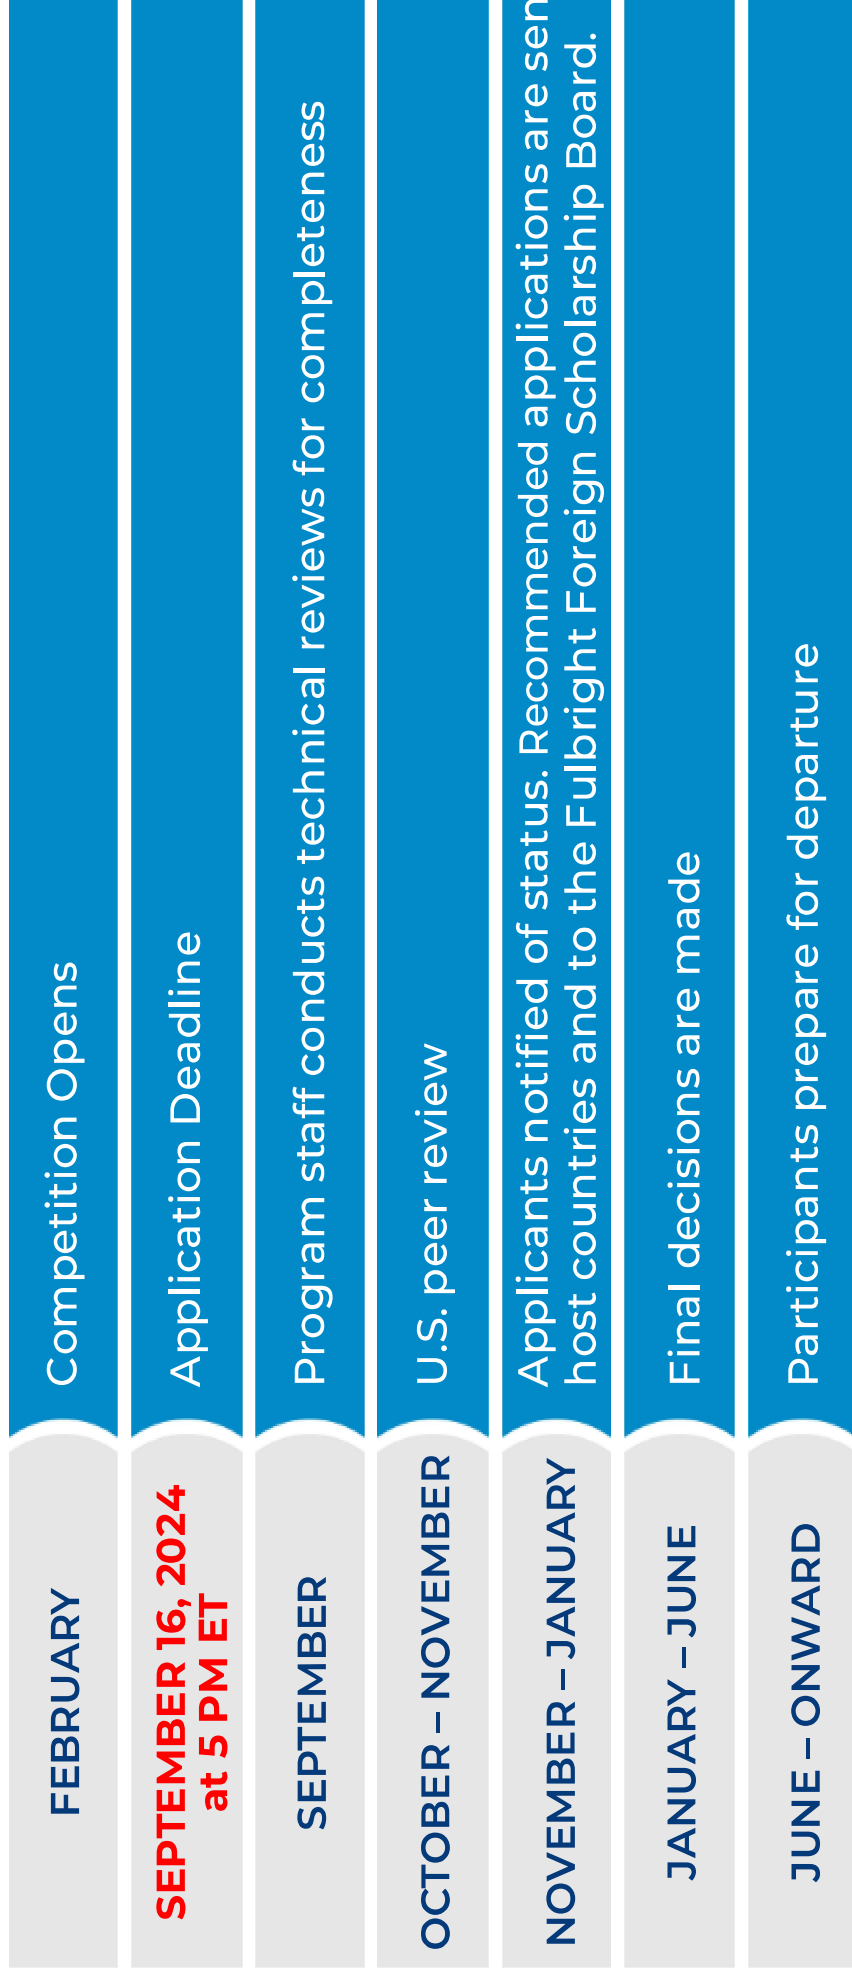 FEBRUARY
Competition Opens
SEPTEMBER 16, 2024
at 5 PM ET
Application Deadline
SEPTEMBER
Program staff conducts technical reviews for completeness
OCTOBER – NOVEMBER
U.S. peer review
NOVEMBER – JANUARY
Applicants notified of status. Recommended applications are
host countries and to the Fulbright Foreign Scholarship Board.
JANUARY – JUNE
Final decisions are made
JUNE – ONWARD
Participants prepare for departure